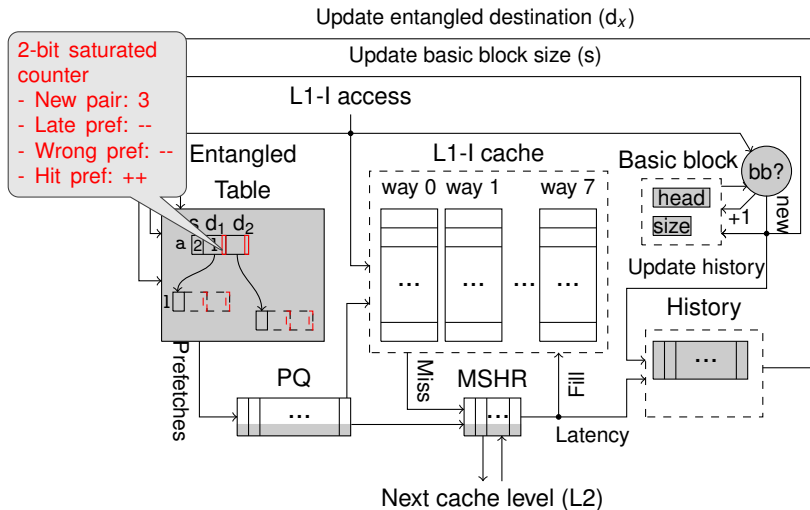 Update entangled destination (dx)
Update basic block size (s)
2-bit saturated
counter
- New pair: 3
- Late pref: --
- Wrong pref: --
- Hit pref: ++
L1-I access
Entangled
Table
L1-I cache
way 0 way 1 way 7
Basic block
bb?
head
size
+1
new
s d1 d2
a 2 1
l
...
Update history
History
...
Prefetches
PQ
...
Miss
MSHR
...
Fill
Latency
Next cache level (L2)